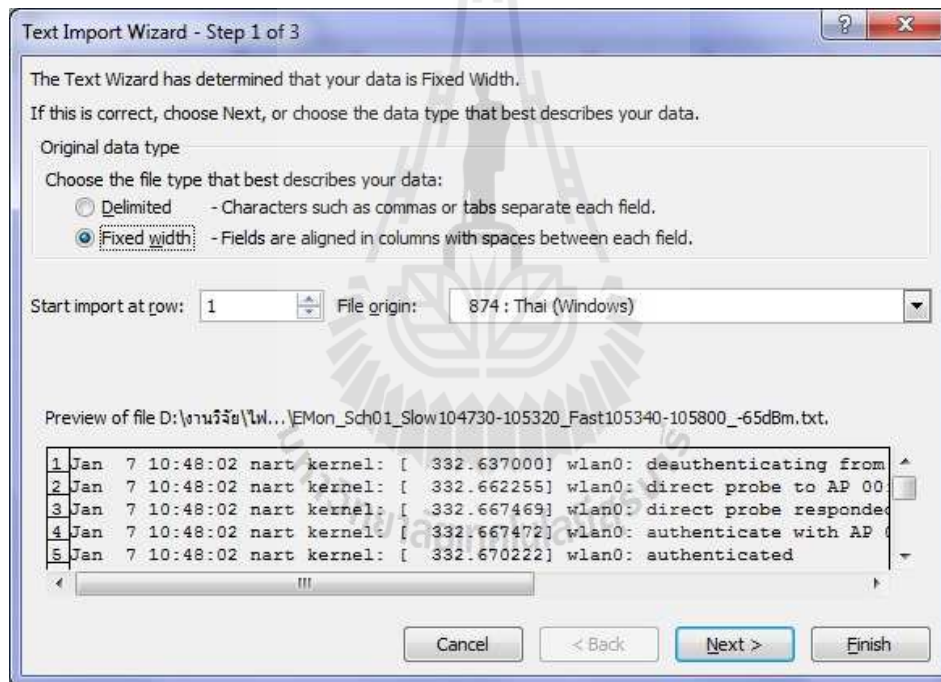 Text Import Wizard - Step 1 of 3
The Text Wizard has determined that your data is Fixed Width.
If this is correct, choose Next, or choose the data type that best describes your data.
Original data type
Choose the file type that best describes your data:
Delimited - Characters such as commas or tabs separate each field.
Fixed width - Fields are aligned in columns with spaces between each field.
Start import at row: 1 File origin: 874 : Thai (Windows)
Preview of file D:\งานวิจัย\ไฟ...\EMon_Sch01_Slow104730-105320_Fast105340-105800_-65dBm.txt.
1 Jan 7 10:48:02 nart kernel: [ 332.637000] wlan0: deauthenticating from
2 Jan 7 10:48:02 nart kernel: [ 332.662255] wlan0: direct probe to AP 00:
3 Jan 7 10:48:02 nart kernel: [ 332.667469] wlan0: direct probe responded
4 Jan 7 10:48:02 nart kernel: [ 332.667472] wlan0: authenticate with AP
5 Jan 7 10:48:02 nart kernel: [ 332.670222] wlan0: authenticated
Cancel < Back Next > Finish